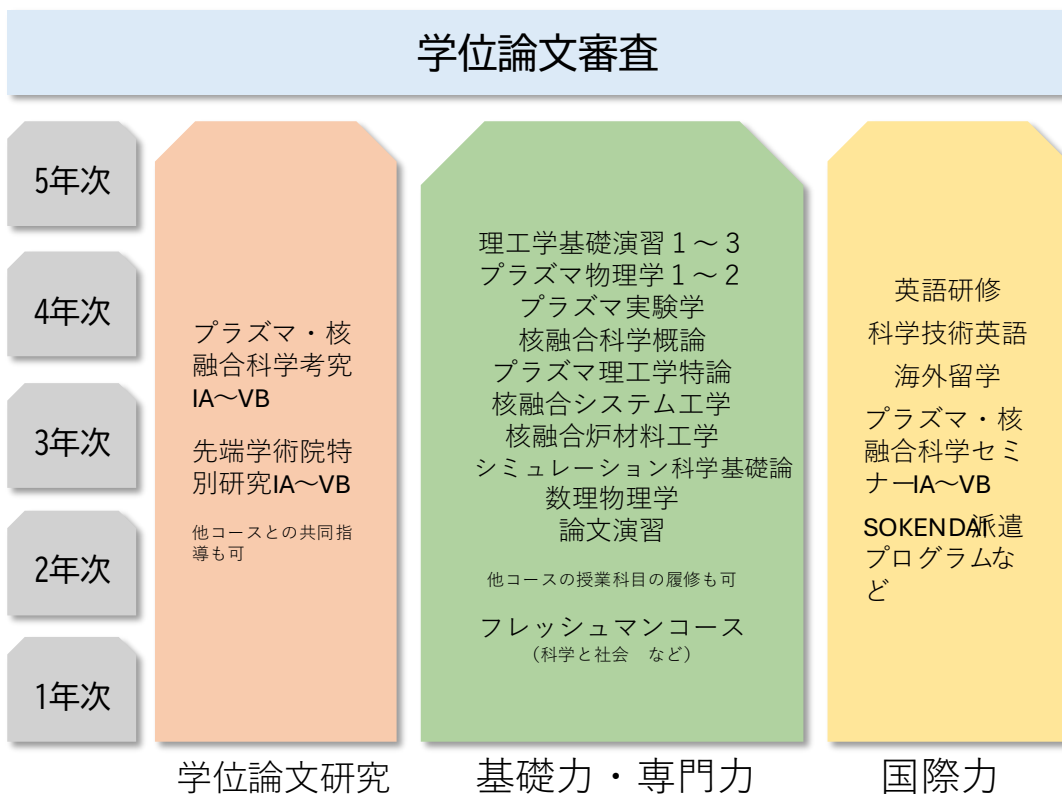 学位論文審査
5年次
4年次
3年次
2年次
1年次
プラズマ・核
融合科学考究
IA～VB
先端学術院特
別研究IA～VB
他コースとの共同指
導も可
理工学基礎演習１～３
プラズマ物理学１～２
プラズマ実験学
核融合科学概論
プラズマ理工学特論
核融合システム工学
核融合炉材料工学
シミュレーション科学基礎論
数理物理学
論文演習
他コースの授業科目の履修も可
フレッシュマンコース
（科学と社会　など）
英語研修
科学技術英語
海外留学
プラズマ・核
融合科学セミ
ナーIA～VB
SOKENDAI派遣
プログラムな
ど
学位論文研究
基礎力・専門力
国際力